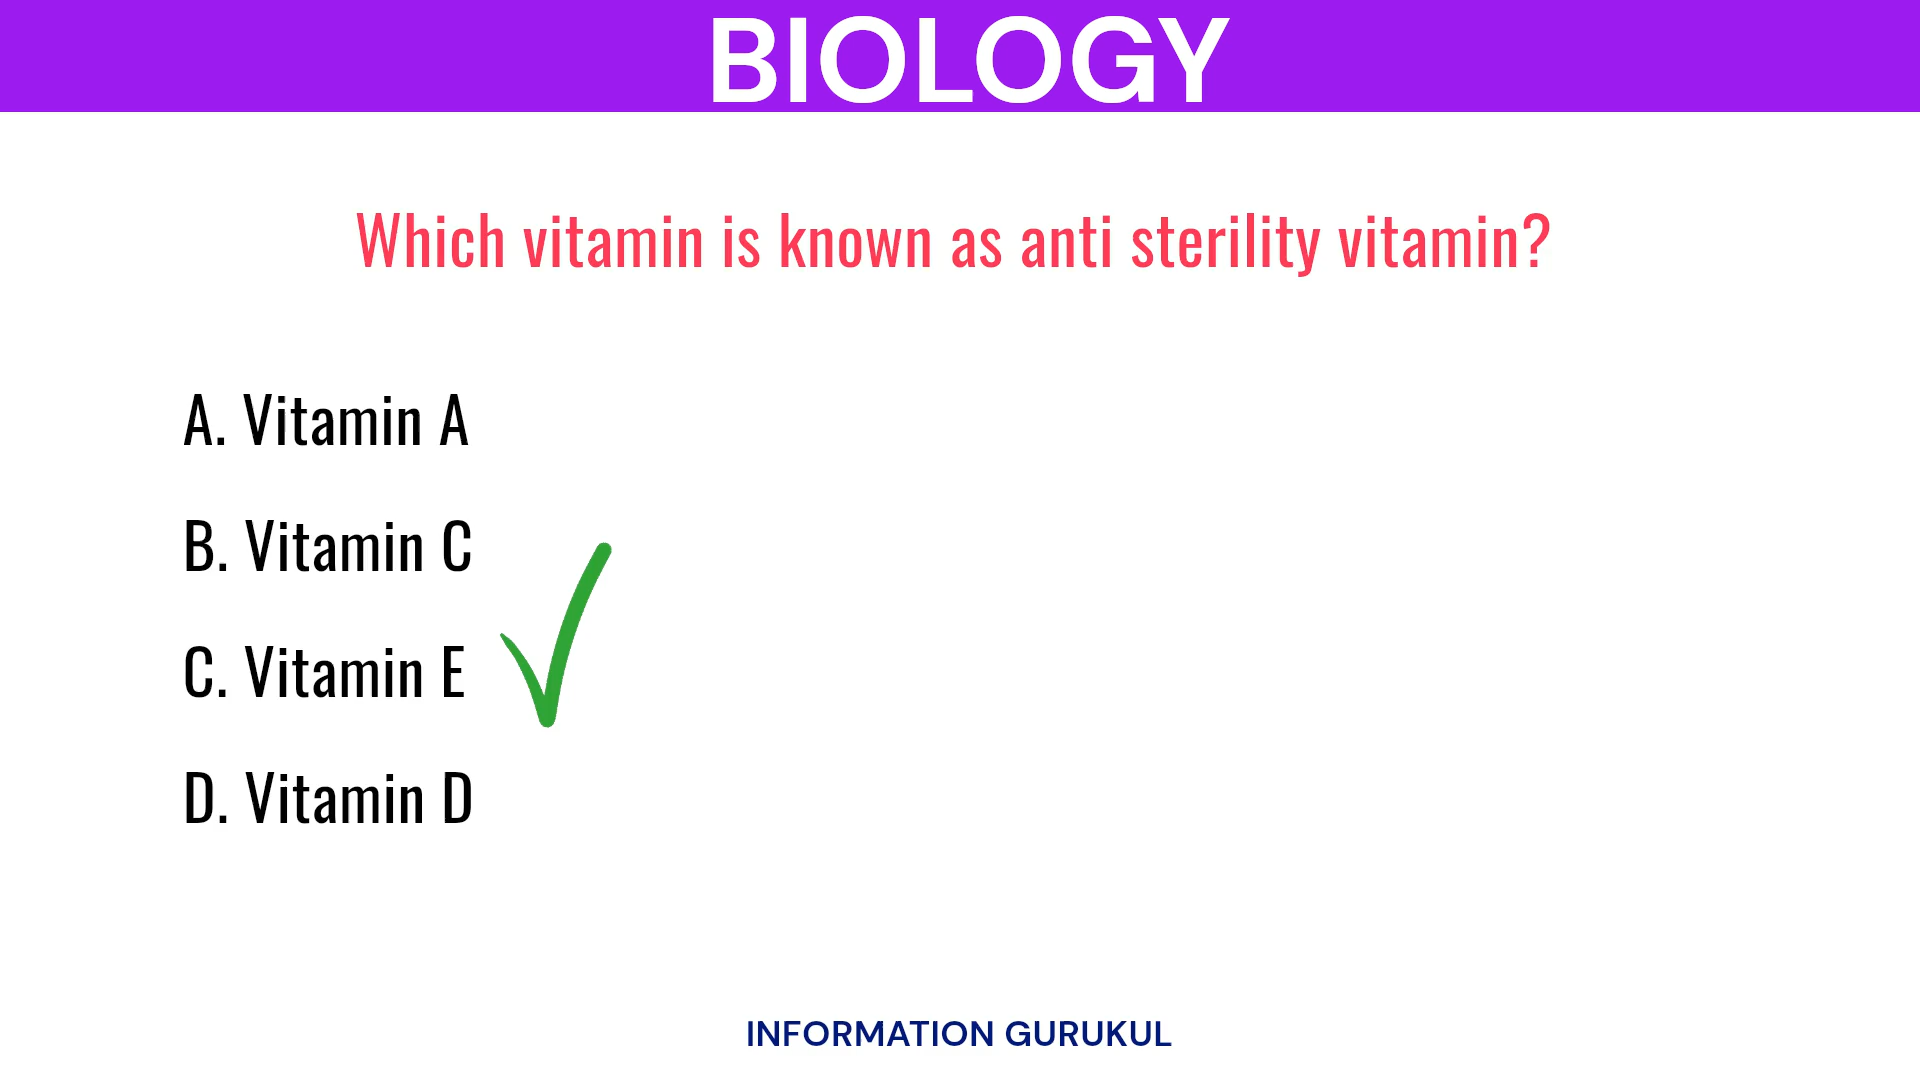 BIOLOGY
Which vitamin is known as anti sterility vitamin?
A. Vitamin A
B. Vitamin C
C. Vitamin E
D. Vitamin D
INFORMATION GURUKUL